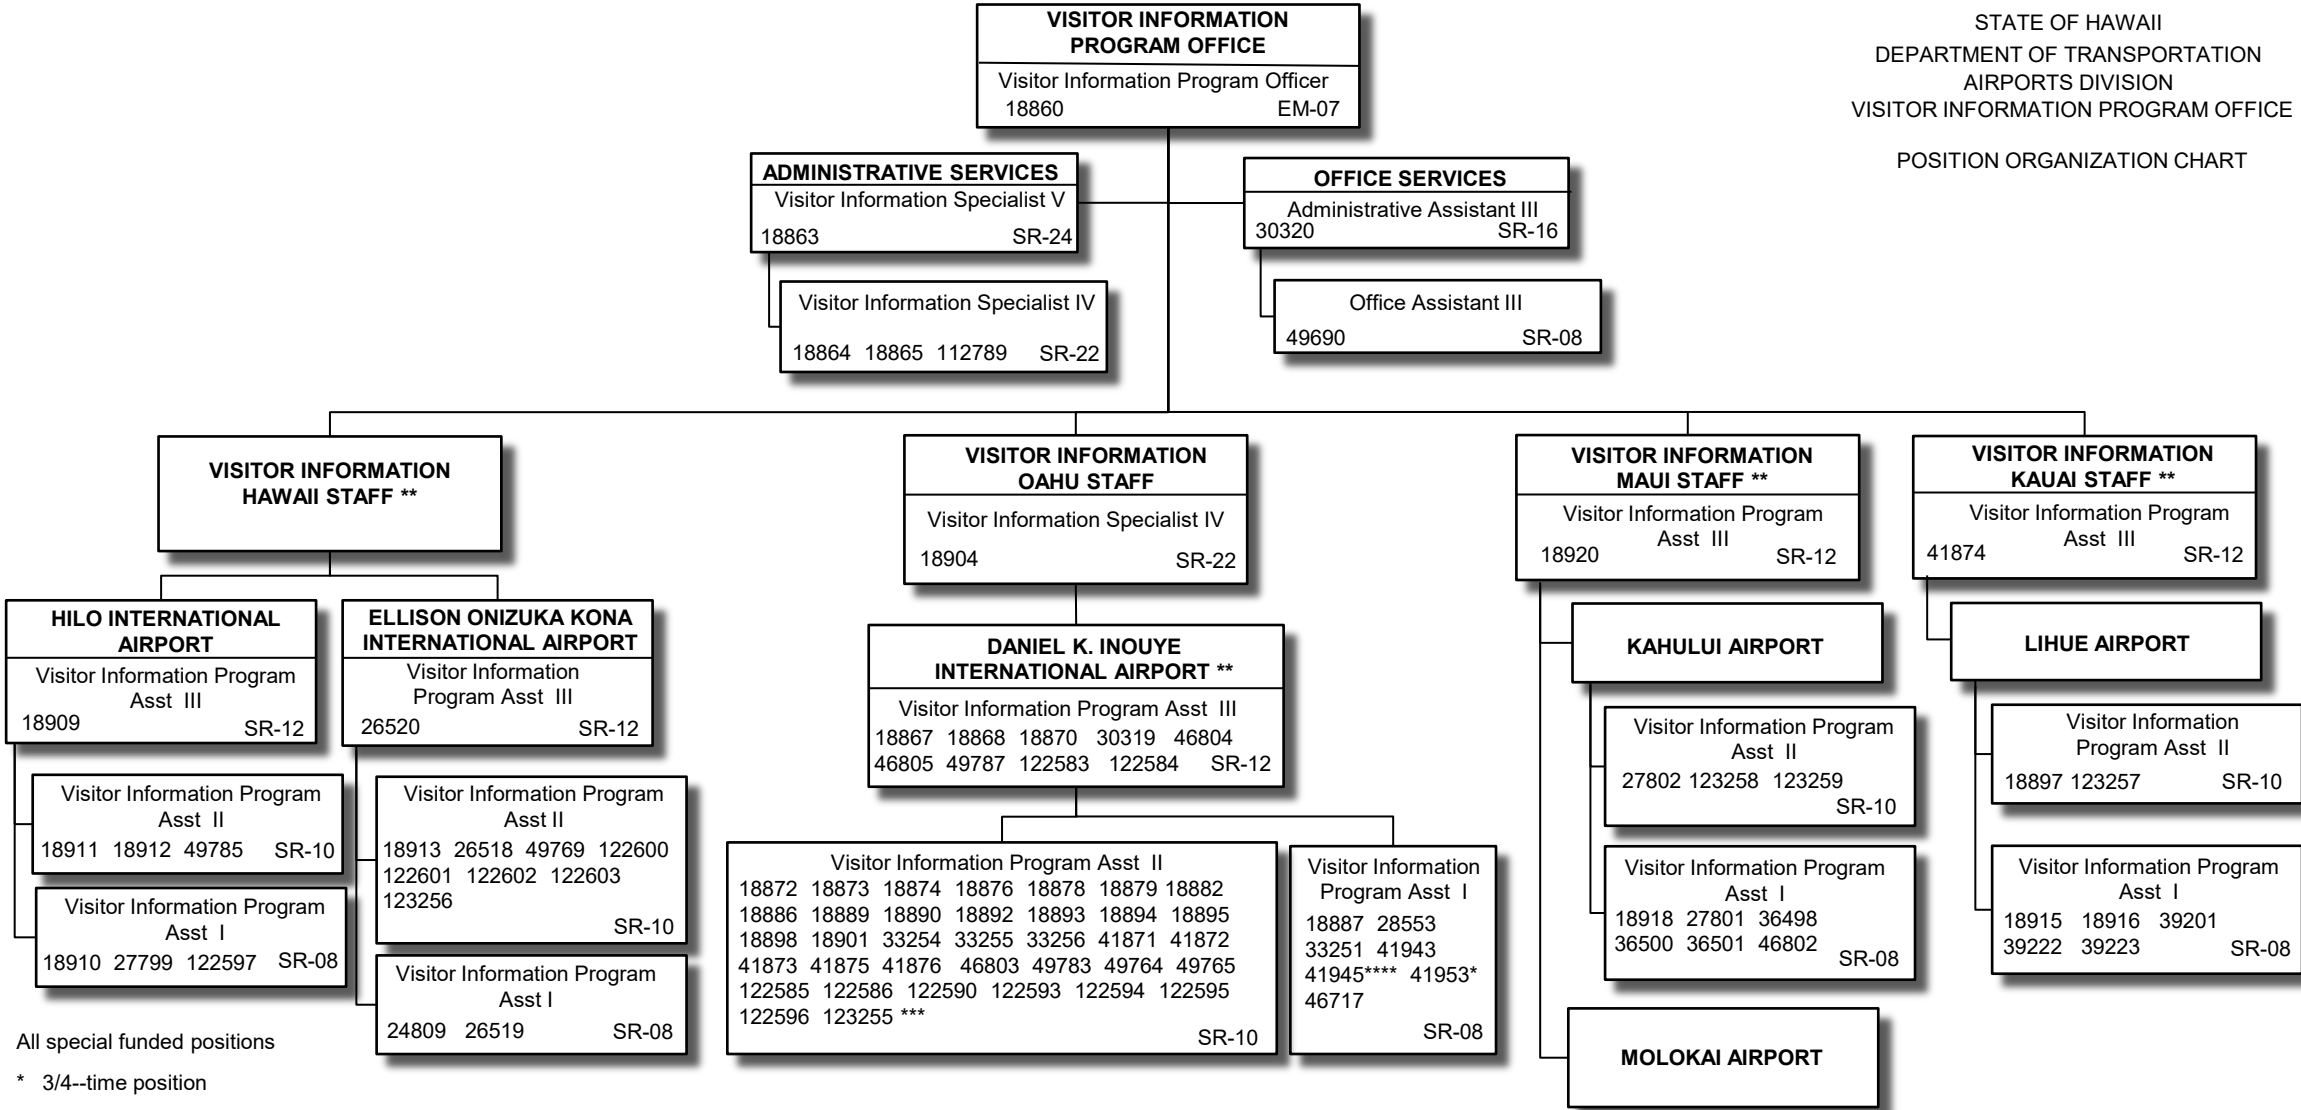 STATE OF HAWAII
DEPARTMENT OF TRANSPORTATION
AIRPORTS DIVISION
VISITOR INFORMATION PROGRAM OFFICE
POSITION ORGANIZATION CHART
VISITOR INFORMATION
PROGRAM OFFICE
Visitor Information Program Officer
18860 EM-07
ADMINISTRATIVE SERVICES
Visitor Information Specialist V
18863 SR-24
Visitor Information Specialist IV
18864 18865 112789 SR-22
OFFICE SERVICES
Administrative Assistant III
30320 SR-16
Office Assistant III
49690 SR-08
VISITOR INFORMATION
HAWAII STAFF **
HILO INTERNATIONAL
AIRPORT
Visitor Information Program
Asst III
18909 SR-12
Visitor Information Program
Asst II
18911 18912 49785 SR-10
Visitor Information Program
Asst I
18910 27799 122597 SR-08
ELLISON ONIZUKA KONA
INTERNATIONAL AIRPORT
Visitor Information
Program Asst III
26520 SR-12
Visitor Information Program
Asst II
18913 26518 49769 122600
122601 122602 122603
123256
SR-10
Visitor Information Program
Asst I
24809 26519 SR-08
VISITOR INFORMATION
OAHU STAFF
Visitor Information Specialist IV
18904 SR-22
DANIEL K. INOUYE
INTERNATIONAL AIRPORT **
Visitor Information Program Asst III
18867 18868 18870 30319 46804
46805 49787 122583 122584 SR-12
Visitor Information Program Asst II
18872 18873 18874 18876 18878 18879 18882
18886 18889 18890 18892 18893 18894 18895
18898 18901 33254 33255 33256 41871 41872
41873 41875 41876 46803 49783 49764 49765
122585 122586 122590 122593 122594 122595
122596 123255 ***
SR-10
Visitor Information
Program Asst I
18887 28553
33251 41943
41945**** 41953*
46717
SR-08
VISITOR INFORMATION
MAUI STAFF **
Visitor Information Program
Asst III
18920 SR-12
KAHULUI AIRPORT
Visitor Information Program
Asst II
27802 123258 123259
SR-10
Visitor Information Program
Asst I
18918 27801 36498
36500 36501 46802
SR-08
MOLOKAI AIRPORT
VISITOR INFORMATION
KAUAI STAFF **
Visitor Information Program
Asst III
41874 SR-12
LIHUE AIRPORT
Visitor Information
Program Asst II
18897 123257 SR-10
Visitor Information Program
Asst I
18915 18916 39201
39222 39223 SR-08
All special funded positions
* 3/4--time position